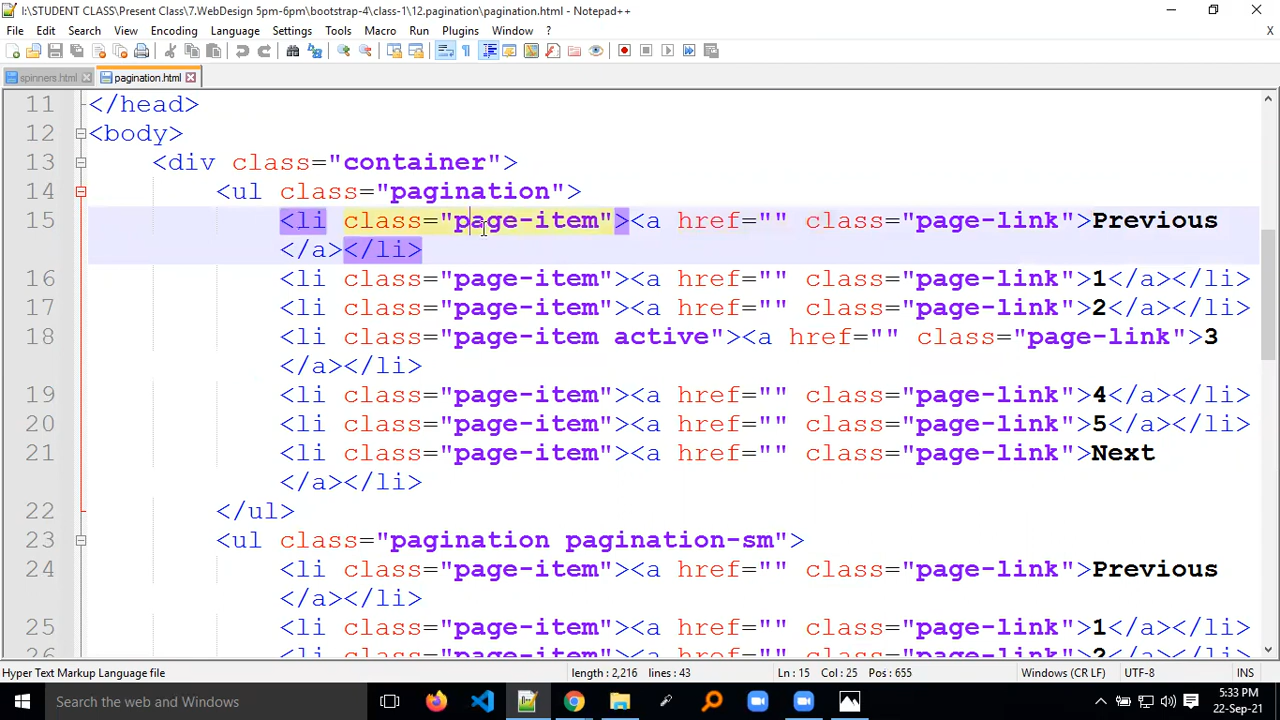 I:\STUDENT CLASS\Present Class\7.WebDesign 5pm-6pm\bootstrap-4\class-1\12.pagination\pagination.html - Notepad++
File Edit Search View Encoding Language Settings Tools Macro Run Plugins Window ? X
spinners.html pagination.html
11 </head>
12 <body>
13 <div class="container">
14 <ul class="pagination">
15 <li class="page-item"><a href="" class="page-link">Previous
</a></li>
16 <li class="page-item"><a href="" class="page-link">1</a></li>
17 <li class="page-item"><a href="" class="page-link">2</a></li>
18 <li class="page-item active"><a href="" class="page-link">3
</a></li>
19 <li class="page-item"><a href="" class="page-link">4</a></li>
20 <li class="page-item"><a href="" class="page-link">5</a></li>
21 <li class="page-item"><a href="" class="page-link">Next
</a></li>
22 </ul>
23 <ul class="pagination pagination-sm">
24 <li class="page-item"><a href="" class="page-link">Previous
</a></li>
25 <li class="page-item"><a href="" class="page-link">1</a></li>
Hyper Text Markup Language file length : 2,216 lines : 43 Ln : 15 Col : 25 Pos : 655 Windows (CR LF) UTF-8 INS
Search the web and Windows
5:33 PM
22-Sep-21